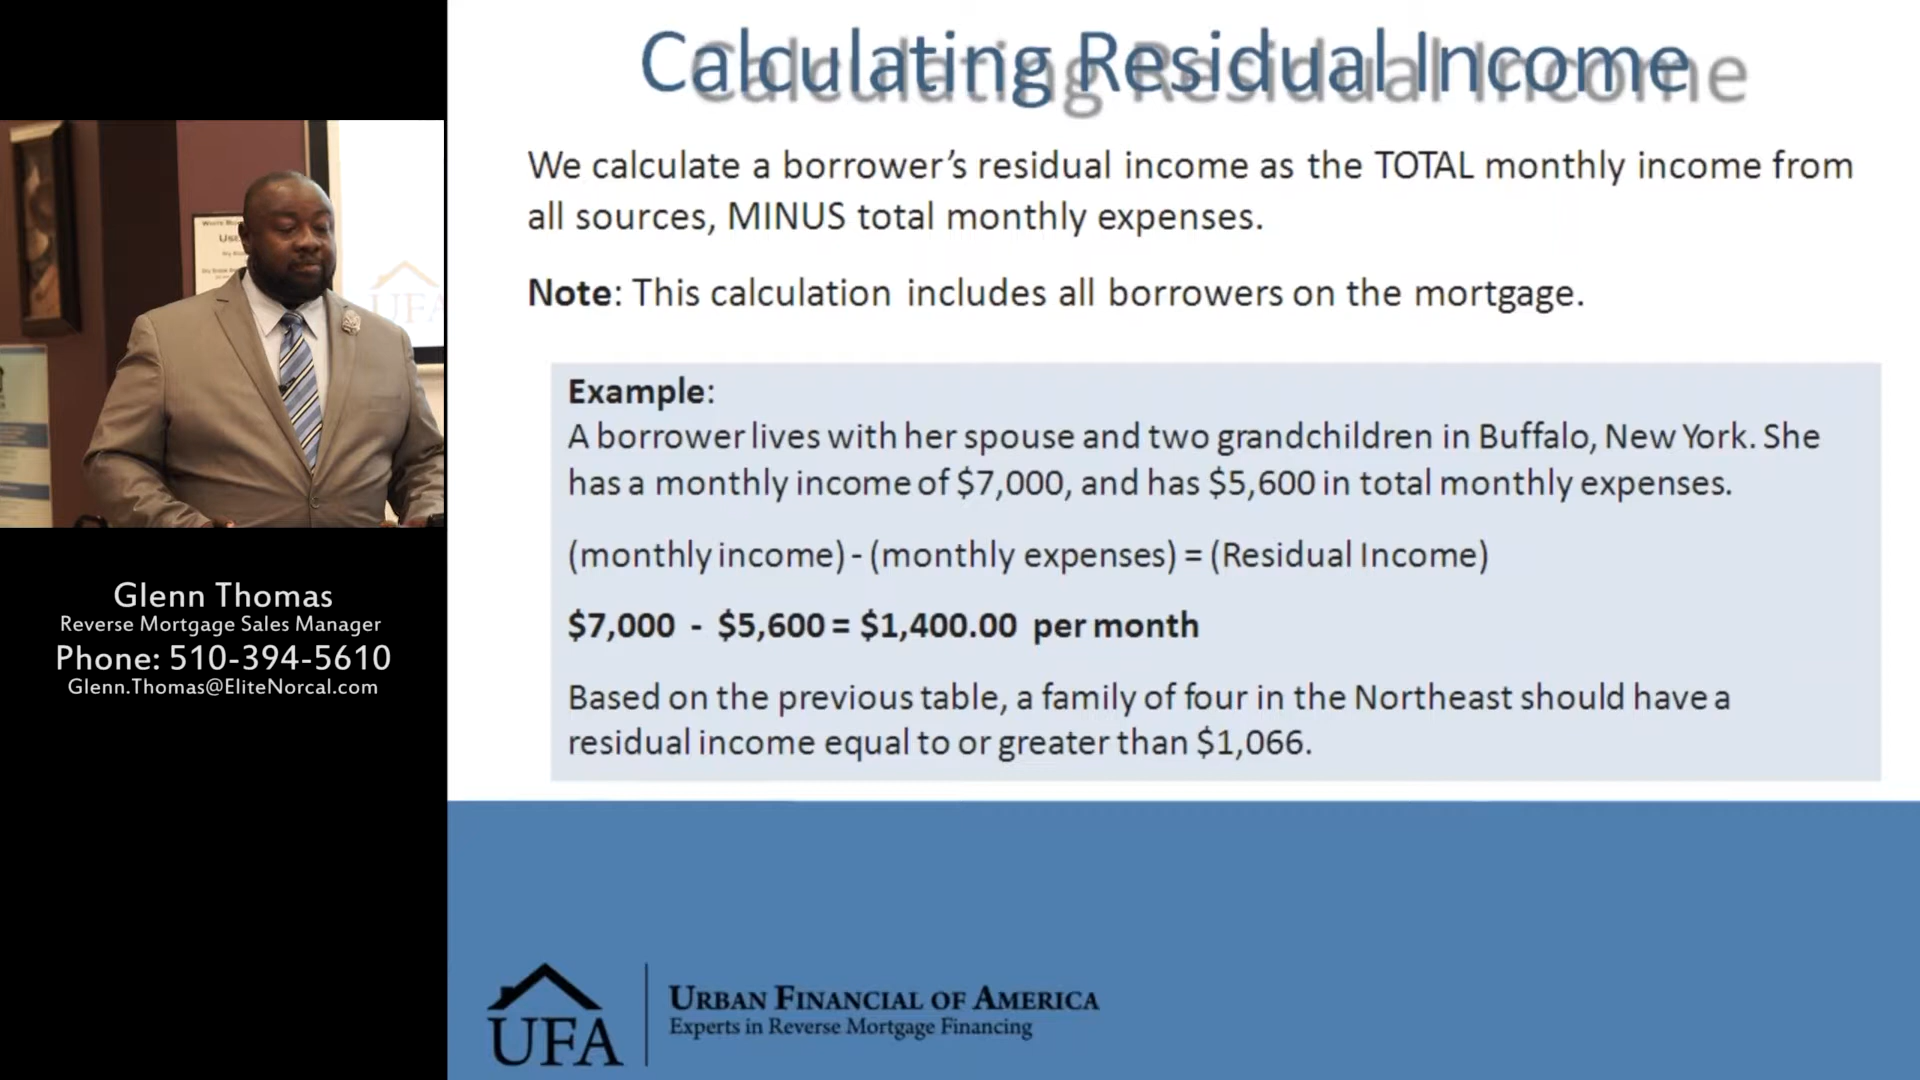 Calculating Residual Income
We calculate a borrower’s residual income as the TOTAL monthly income from
all sources, MINUS total monthly expenses.
Note: This calculation includes all borrowers on the mortgage.
Example:
A borrower lives with her spouse and two grandchildren in Buffalo, New York. She
has a monthly income of $7,000, and has $5,600 in total monthly expenses.
(monthly income) - (monthly expenses) = (Residual Income)
$7,000 - $5,600 = $1,400.00 per month
Based on the previous table, a family of four in the Northeast should have a
residual income equal to or greater than $1,066.
UFA
Glenn Thomas
Reverse Mortgage Sales Manager
Phone: 510-394-5610
Glenn.Thomas@EliteNorcal.com
UFA
URBAN FINANCIAL OF AMERICA
Experts in Reverse Mortgage Financing